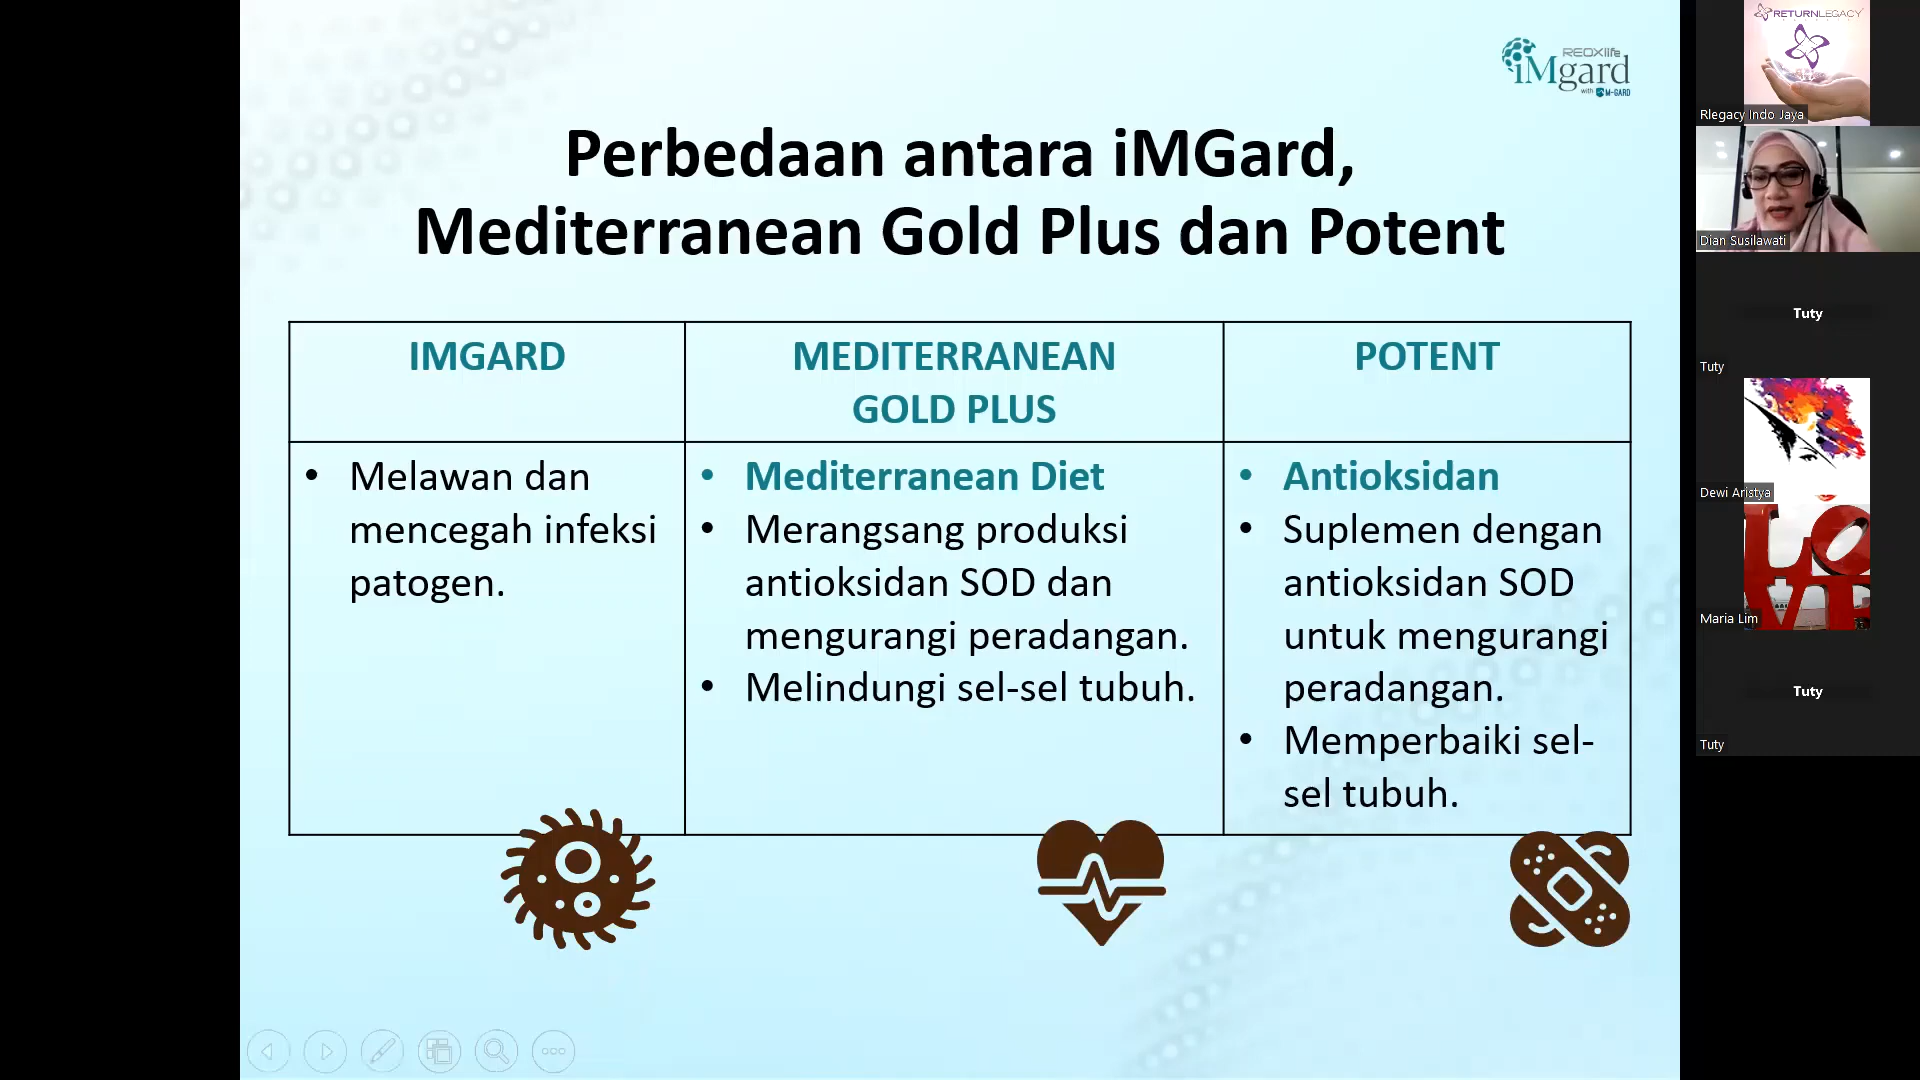 REDXlife
iMgard
with M-GARD
Perbedaan antara iMGard,
Mediterranean Gold Plus dan Potent
IMGARD
MEDITERRANEAN
GOLD PLUS
POTENT
• Melawan dan
mencegah infeksi
patogen.
• Mediterranean Diet
• Merangsang produksi
antioksidan SOD dan
mengurangi peradangan.
• Melindungi sel-sel tubuh.
• Antioksidan
• Suplemen dengan
antioksidan SOD
untuk mengurangi
peradangan.
• Memperbaiki sel-
sel tubuh.
RETURNLEGACY
Rlegacy Indo Jaya
Dian Susilawati
Tuty
Tuty
Dewi Aristya
Maria Lim
Tuty
Tuty